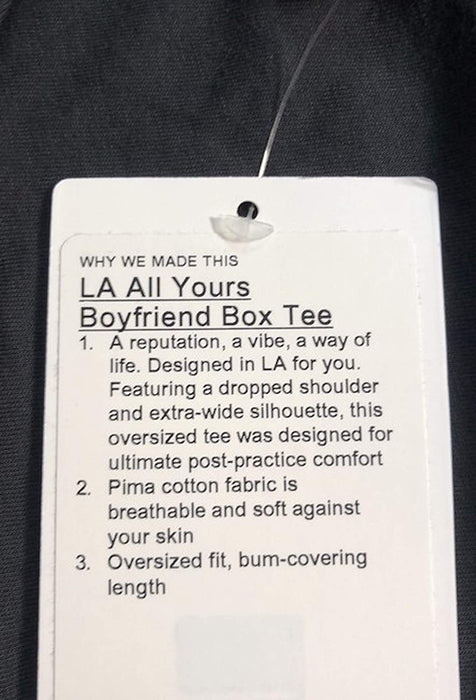 WHY WE MADE THIS
LA All Yours
Boyfriend Box Tee
1. A reputation, a vibe, a way of
life. Designed in LA for you.
Featuring a dropped shoulder
and extra-wide silhouette, this
oversized tee was designed for
ultimate post-practice comfort
2. Pima cotton fabric is
breathable and soft against
your skin
3. Oversized fit, bum-covering
length